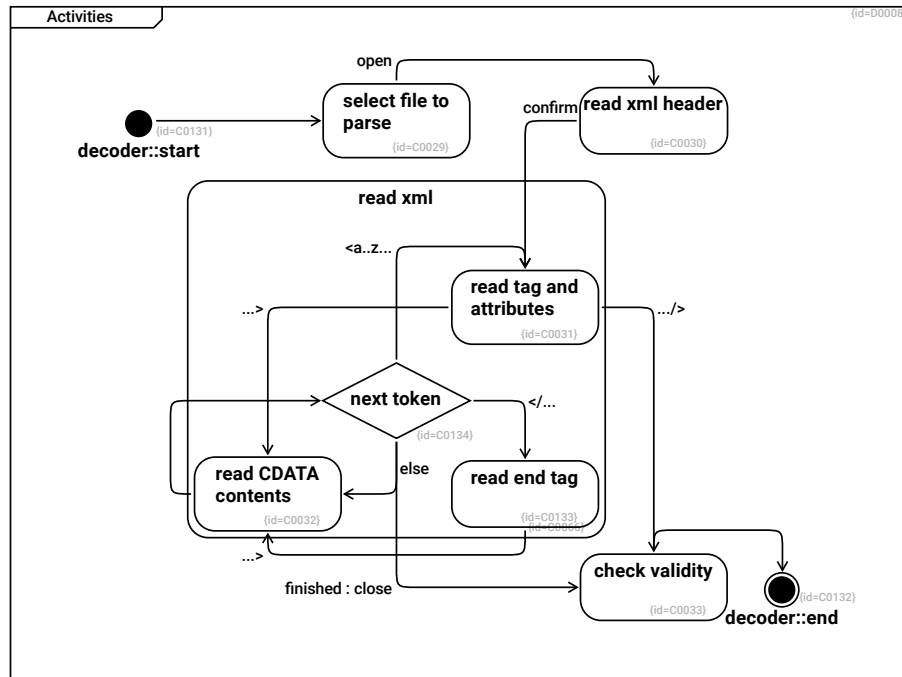 Activities
{id=D0008
open
select file to
parse
{id=C0029}
confirm
read xml header
{id=C0030}
{id=C0131}
decoder::start
read xml
<a..z...
read tag and
attributes
{id=C0031}
...>
.../>
next token
{id=C0134}
</...
else
read CDATA
contents
{id=C0032}
read end tag
{id=C0133}
...>
finished : close
check validity
{id=C0033}
{id=C0132}
decoder::end